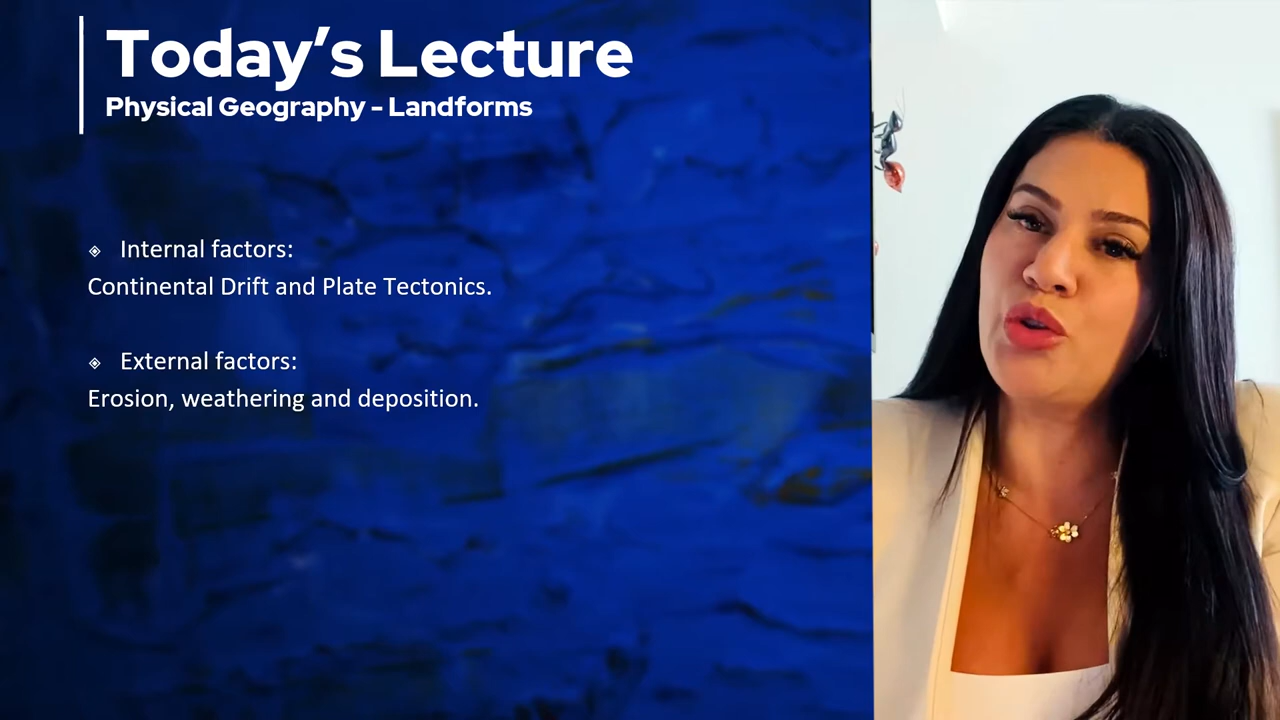 Today’s Lecture
Physical Geography - Landforms
Internal factors:
Continental Drift and Plate Tectonics.
External factors:
Erosion, weathering and deposition.